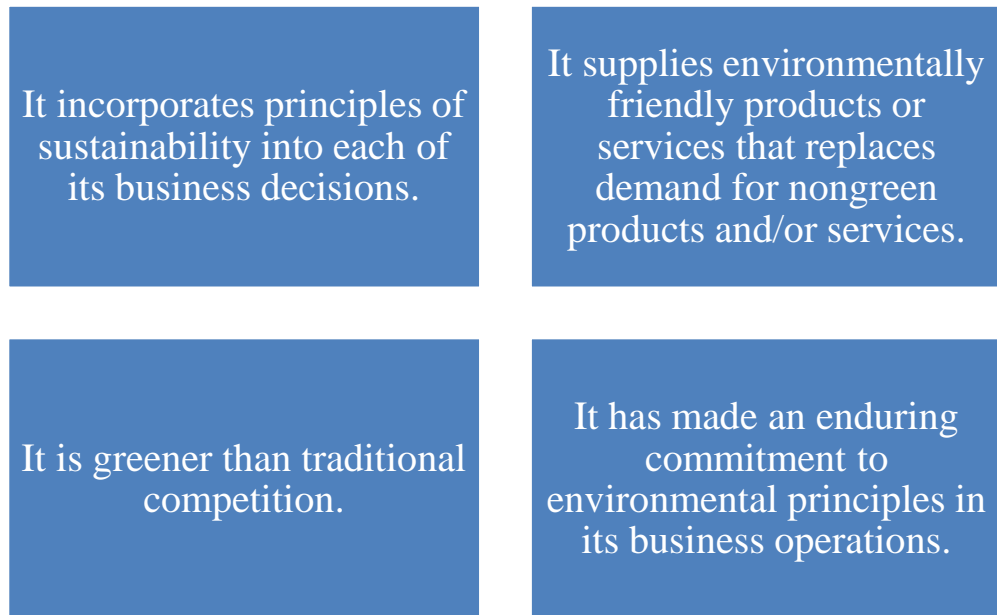 It incorporates principles of
sustainability into each of
its business decisions.
It supplies environmentally
friendly products or
services that replaces
demand for nongreen
products and/or services.
It is greener than traditional
competition.
It has made an enduring
commitment to
environmental principles in
its business operations.